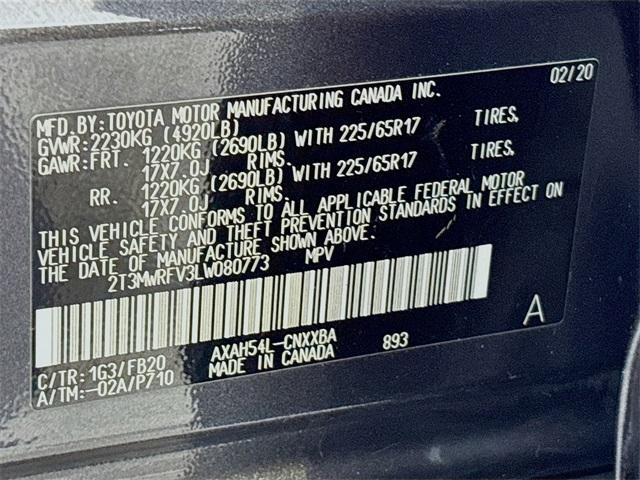 02/20
MFD. BY: TOYOTA MOTOR MANUFACTURING CANADA INC.
GVWR: 2230KG (4920LB)
GAWR: FRT. 1220KG (2690LB) WITH 225/65R17 TIRES,
17X7.0J RIMS.
RR. 1220KG (2690LB) WITH 225/65R17 TIRES,
17X7.0J RIMS.
THIS VEHICLE CONFORMS TO ALL APPLICABLE FEDERAL MOTOR
VEHICLE SAFETY AND THEFT PREVENTION STANDARDS IN EFFECT ON
THE DATE OF MANUFACTURE SHOWN ABOVE.
2T3MWRFV3LW080773 MPV
A
C/TR: 1G3/FB20 AXAH54L-CNXXBA 893
A/TM: -02A/P710 MADE IN CANADA